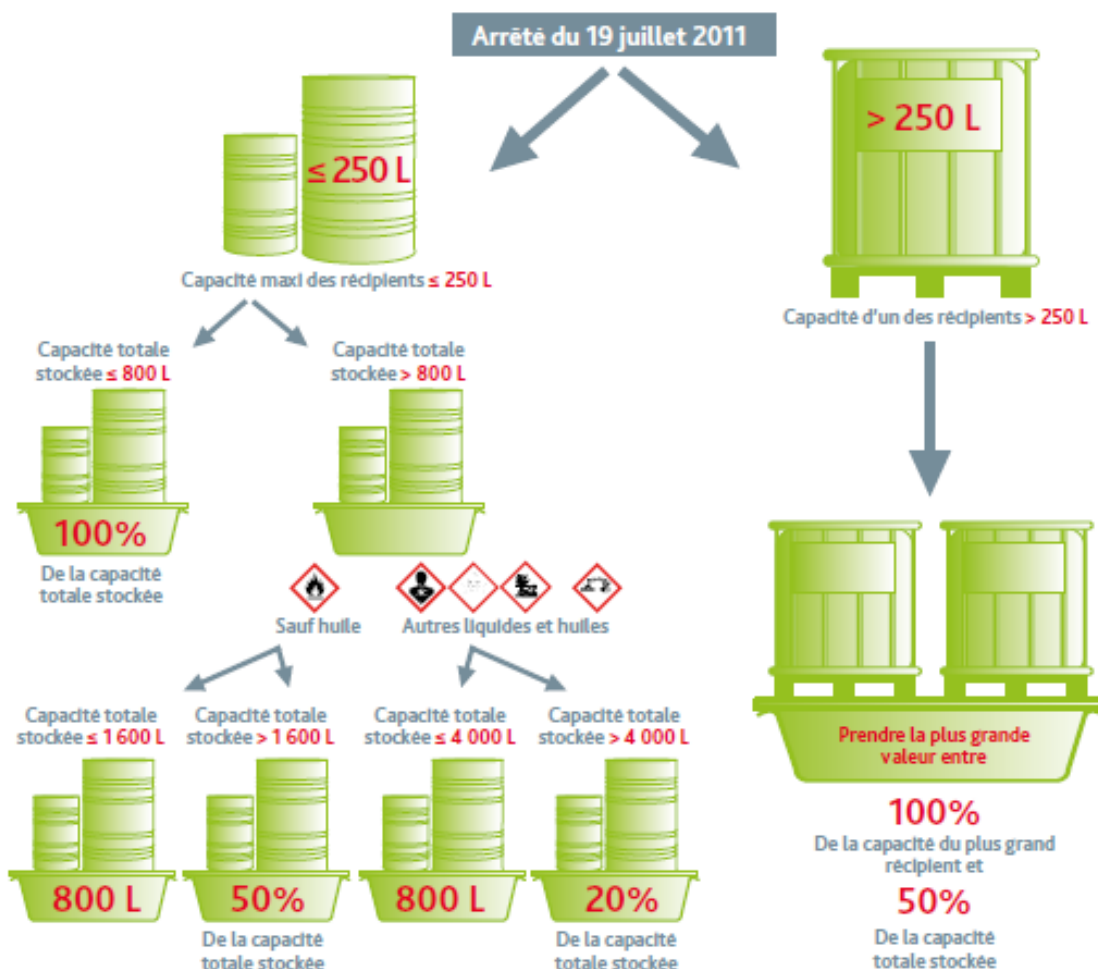 Arrêté du 19 juillet 2011
≤ 250 L
> 250 L
Capacité maxi des récipients ≤ 250 L
Capacité d'un des récipients > 250 L
Capacité totale
stockée ≤ 800 L
Capacité totale
stockée > 800 L
100%
De la capacité
totale stockée
Sauf huile
Autres liquides et huiles
Capacité totale
stockée ≤ 1 600 L
Capacité totale
stockée > 1 600 L
Capacité totale
stockée ≤ 4 000 L
Capacité totale
stockée > 4 000 L
800 L
50%
De la capacité
totale stockée
800 L
20%
De la capacité
totale stockée
Prendre la plus grande
valeur entre
100%
De la capacité du plus grand
récipient et
50%
De la capacité
totale stockée